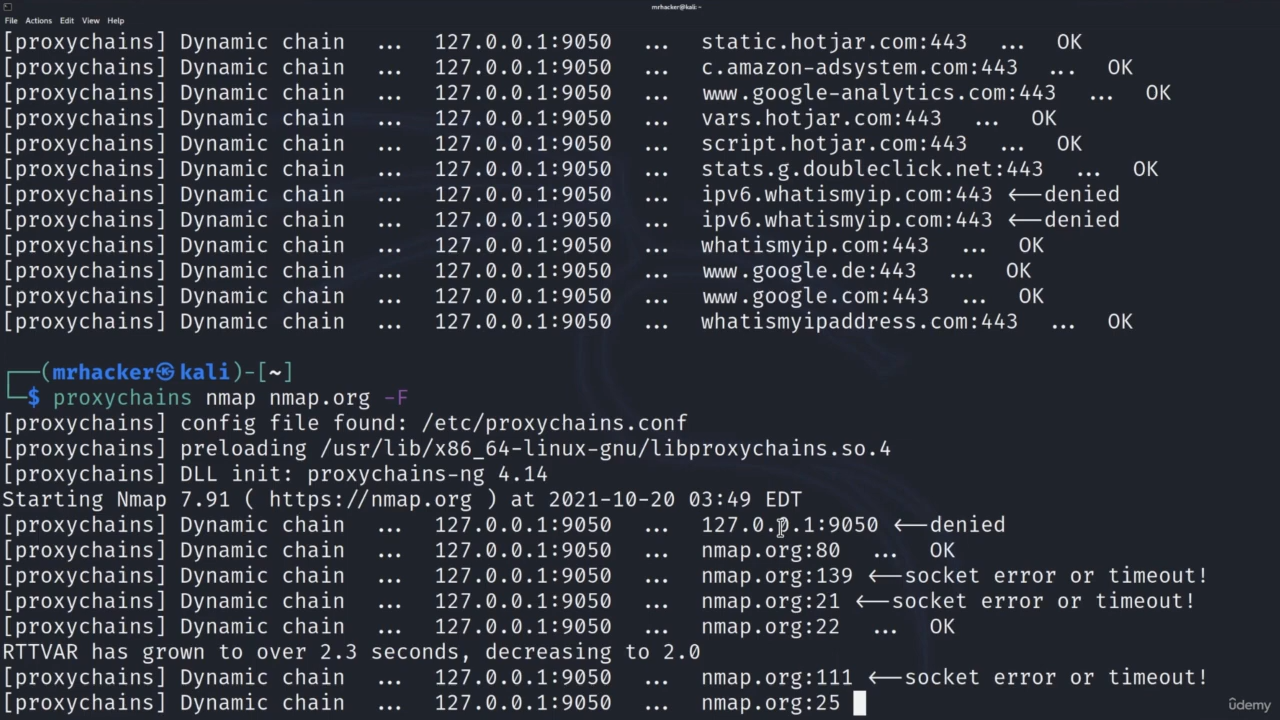 mrhacker@kali: ~
File Actions Edit View Help
[proxychains] Dynamic chain ... 127.0.0.1:9050 ... static.hotjar.com:443 ... OK
[proxychains] Dynamic chain ... 127.0.0.1:9050 ... c.amazon-adsystem.com:443 ... OK
[proxychains] Dynamic chain ... 127.0.0.1:9050 ... www.google-analytics.com:443 ... OK
[proxychains] Dynamic chain ... 127.0.0.1:9050 ... vars.hotjar.com:443 ... OK
[proxychains] Dynamic chain ... 127.0.0.1:9050 ... script.hotjar.com:443 ... OK
[proxychains] Dynamic chain ... 127.0.0.1:9050 ... stats.g.doubleclick.net:443 ... OK
[proxychains] Dynamic chain ... 127.0.0.1:9050 ... ipv6.whatismyip.com:443 <--denied
[proxychains] Dynamic chain ... 127.0.0.1:9050 ... ipv6.whatismyip.com:443 <--denied
[proxychains] Dynamic chain ... 127.0.0.1:9050 ... whatismyip.com:443 ... OK
[proxychains] Dynamic chain ... 127.0.0.1:9050 ... www.google.de:443 ... OK
[proxychains] Dynamic chain ... 127.0.0.1:9050 ... www.google.com:443 ... OK
[proxychains] Dynamic chain ... 127.0.0.1:9050 ... whatismyipaddress.com:443 ... OK
┌──(mrhacker㉿kali)-[~]
└─$ proxychains nmap nmap.org -F
[proxychains] config file found: /etc/proxychains.conf
[proxychains] preloading /usr/lib/x86_64-linux-gnu/libproxychains.so.4
[proxychains] DLL init: proxychains-ng 4.14
Starting Nmap 7.91 ( https://nmap.org ) at 2021-10-20 03:49 EDT
[proxychains] Dynamic chain ... 127.0.0.1:9050 ... 127.0.0.1:9050 <--denied
[proxychains] Dynamic chain ... 127.0.0.1:9050 ... nmap.org:80 ... OK
[proxychains] Dynamic chain ... 127.0.0.1:9050 ... nmap.org:139 <--socket error or timeout!
[proxychains] Dynamic chain ... 127.0.0.1:9050 ... nmap.org:21 <--socket error or timeout!
[proxychains] Dynamic chain ... 127.0.0.1:9050 ... nmap.org:22 ... OK
RTTVAR has grown to over 2.3 seconds, decreasing to 2.0
[proxychains] Dynamic chain ... 127.0.0.1:9050 ... nmap.org:111 <--socket error or timeout!
[proxychains] Dynamic chain ... 127.0.0.1:9050 ... nmap.org:25
ûdemy